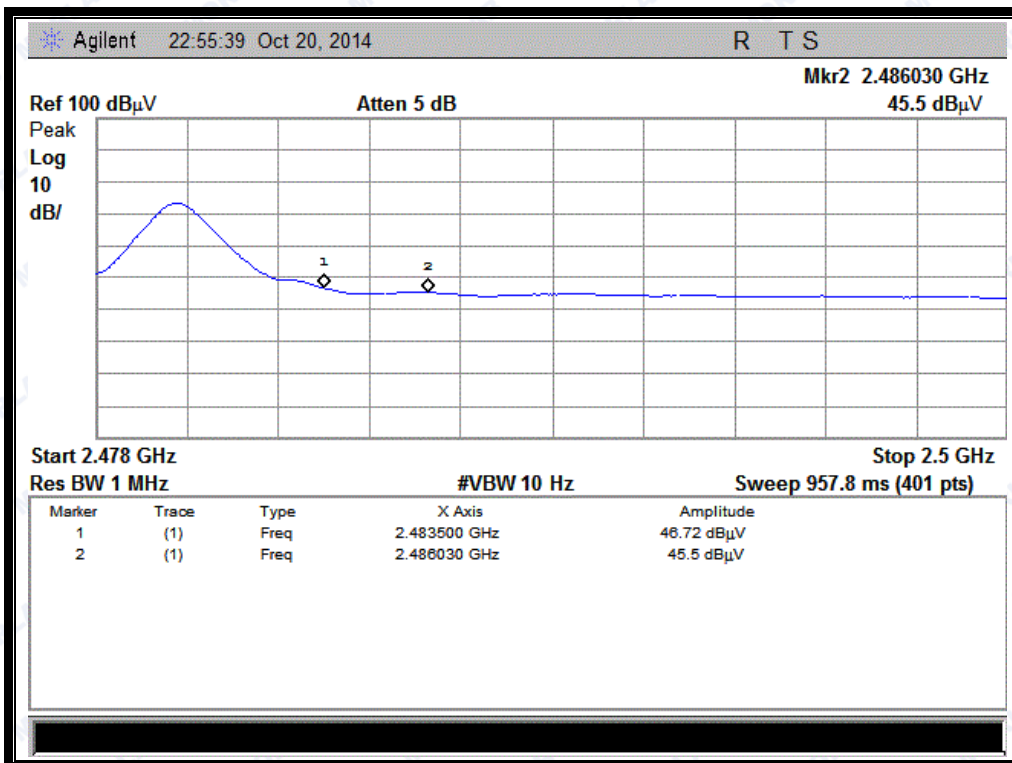 Agilent 22:55:39 Oct 20, 2014 R T S
Mkr2 2.486030 GHz
Ref 100 dBµV Atten 5 dB 45.5 dBµV
Peak
Log
10
dB/
1
2
Start 2.478 GHz Stop 2.5 GHz
Res BW 1 MHz #VBW 10 Hz Sweep 957.8 ms (401 pts)
Marker Trace Type X Axis Amplitude
1 (1) Freq 2.483500 GHz 46.72 dBµV
2 (1) Freq 2.486030 GHz 45.5 dBµV